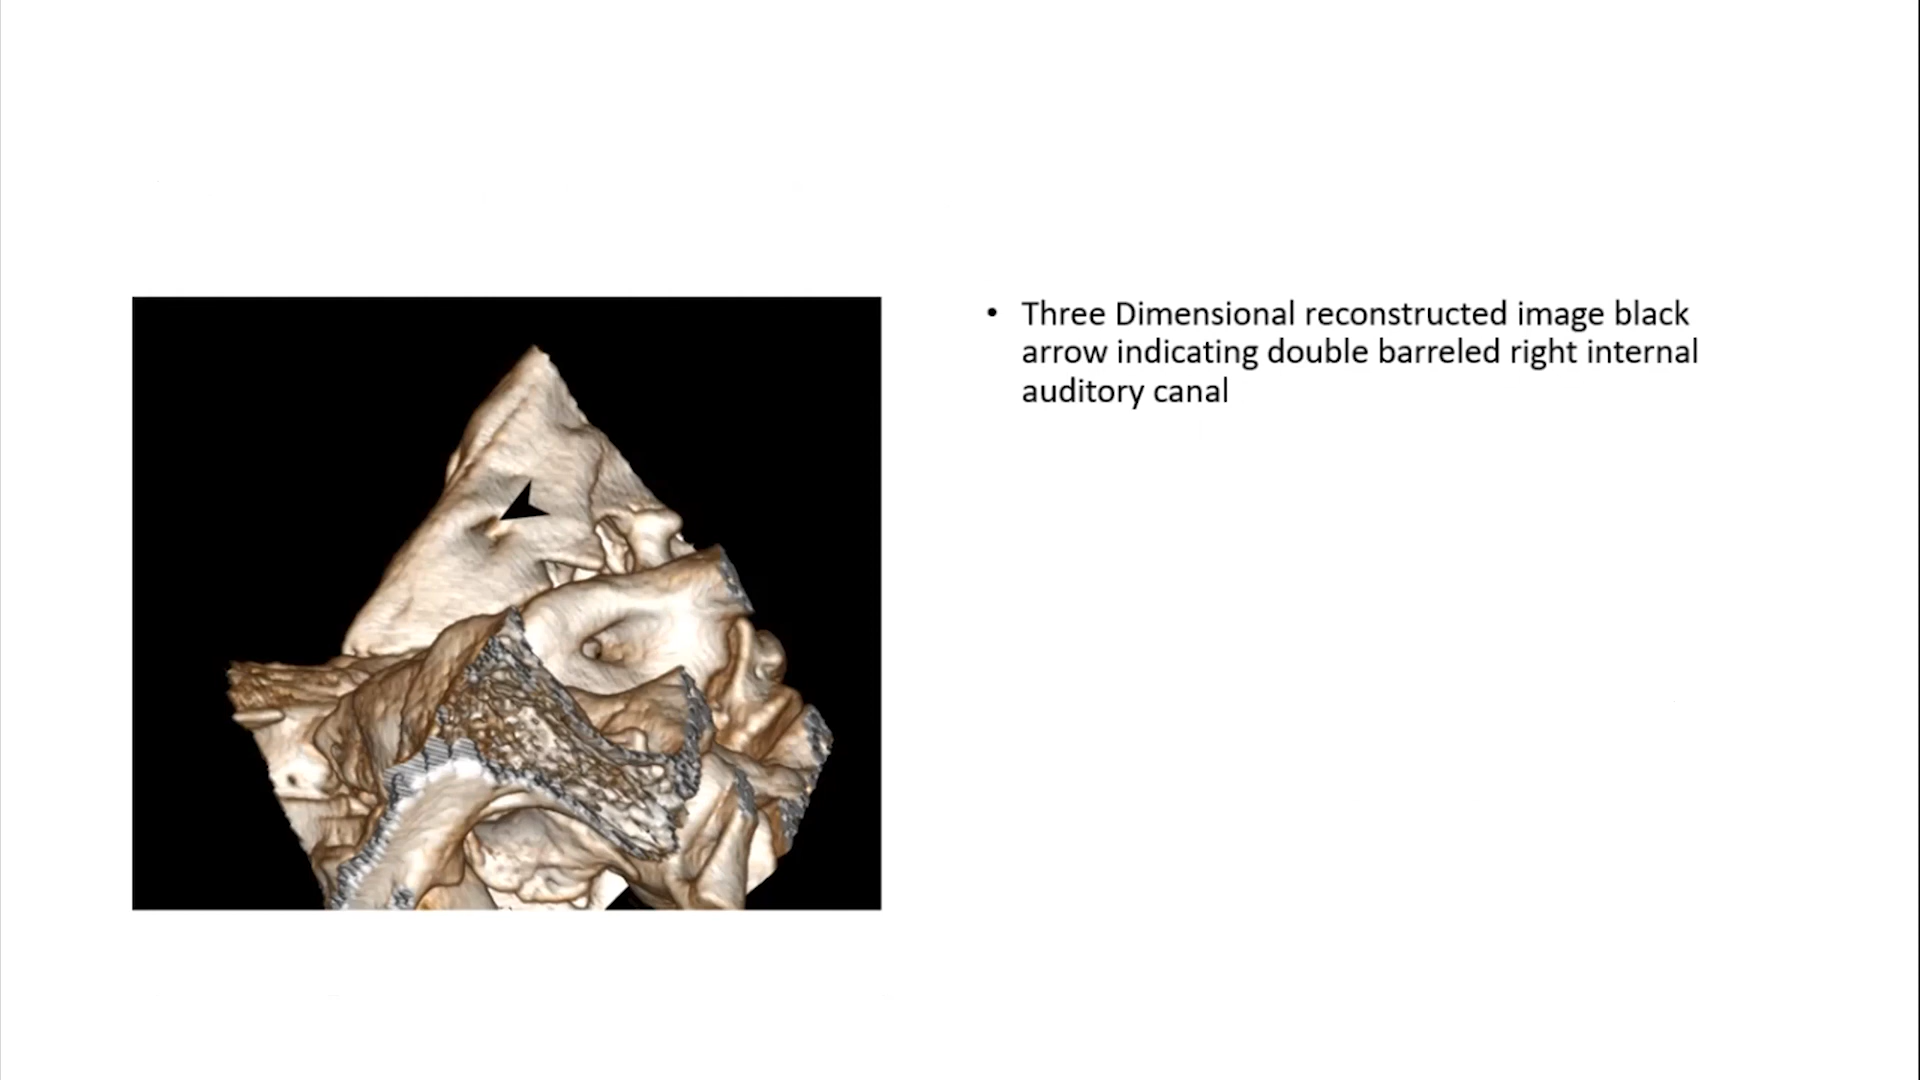 • Three Dimensional reconstructed image black
arrow indicating double barreled right internal
auditory canal